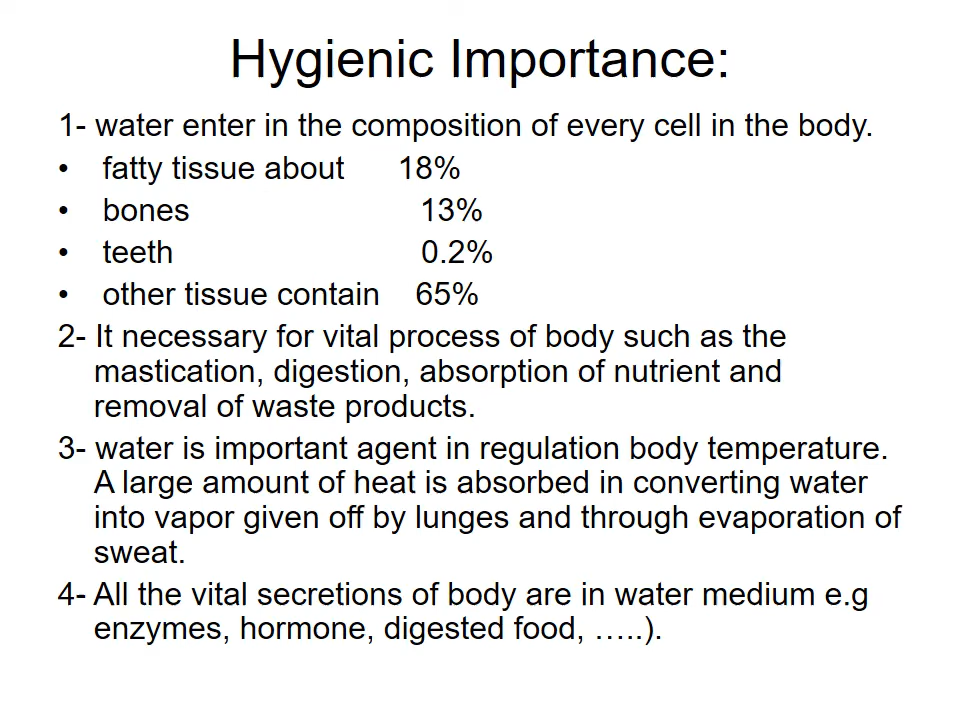 Hygienic Importance:
1- water enter in the composition of every cell in the body.
• fatty tissue about 18%
• bones 13%
• teeth 0.2%
• other tissue contain 65%
2- It necessary for vital process of body such as the
mastication, digestion, absorption of nutrient and
removal of waste products.
3- water is important agent in regulation body temperature.
A large amount of heat is absorbed in converting water
into vapor given off by lunges and through evaporation of
sweat.
4- All the vital secretions of body are in water medium e.g
enzymes, hormone, digested food, …..).